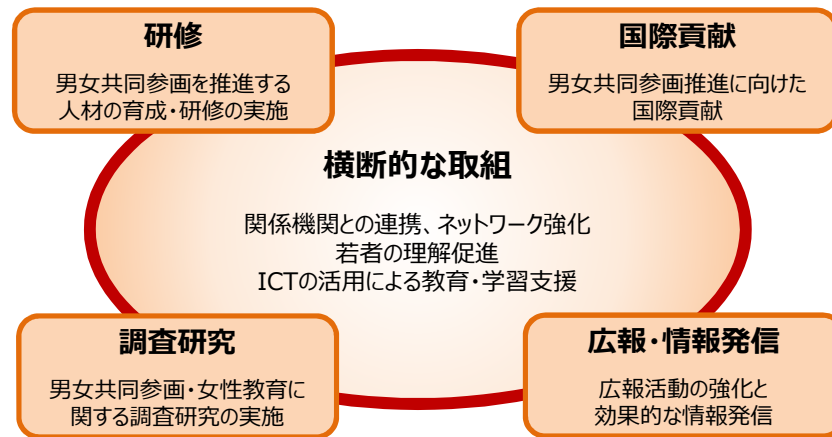 研修
男女共同参画を推進する
人材の育成・研修の実施
国際貢献
男女共同参画推進に向けた
国際貢献
横断的な取組
関係機関との連携、ネットワーク強化
若者の理解促進
ICTの活用による教育・学習支援
調査研究
男女共同参画・女性教育に
関する調査研究の実施
広報・情報発信
広報活動の強化と
効果的な情報発信